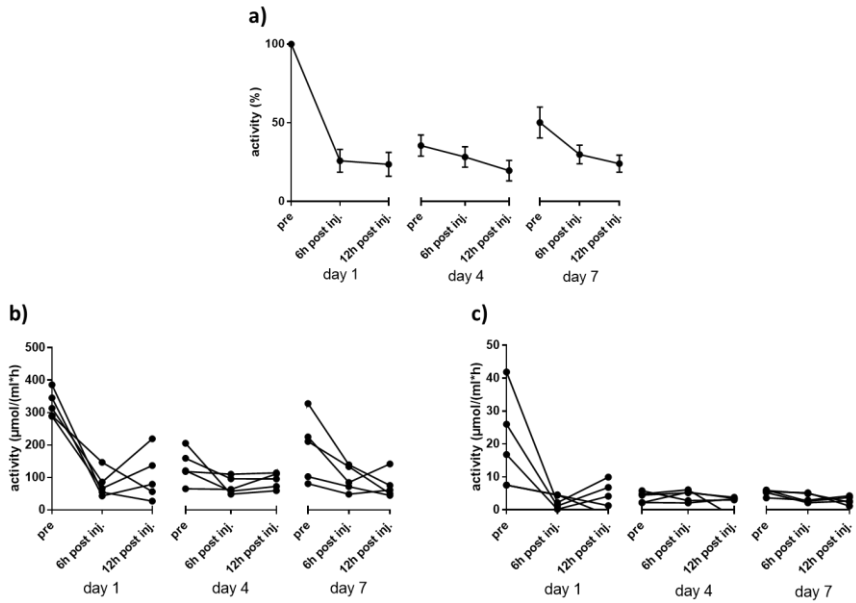 a)
activity (%)
100
50
0
pre
6h post inj.
12h post inj.
pre
6h post inj.
12h post inj.
pre
6h post inj.
12h post inj.
day 1
day 4
day 7
b)
activity (µmol/(ml*h)
500
400
300
200
100
0
pre
6h post inj.
12h post inj.
pre
6h post inj.
12h post inj.
pre
6h post inj.
12h post inj.
day 1
day 4
day 7
c)
activity (µmol/(ml*h)
50
40
30
20
10
0
pre
6h post inj.
12h post inj.
pre
6h post inj.
12h post inj.
pre
6h post inj.
12h post inj.
day 1
day 4
day 7